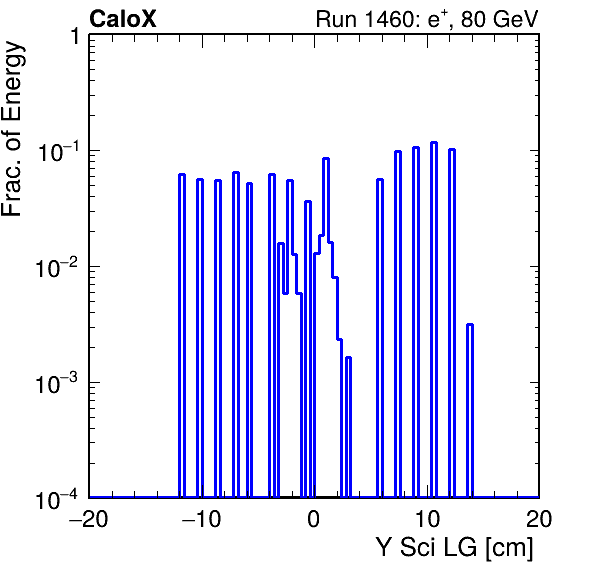 CaloX Run 1460: e⁺, 80 GeV
Frac. of Energy
1
10⁻¹
10⁻²
10⁻³
10⁻⁴
−20 −10 0 10 20
Y Sci LG [cm]